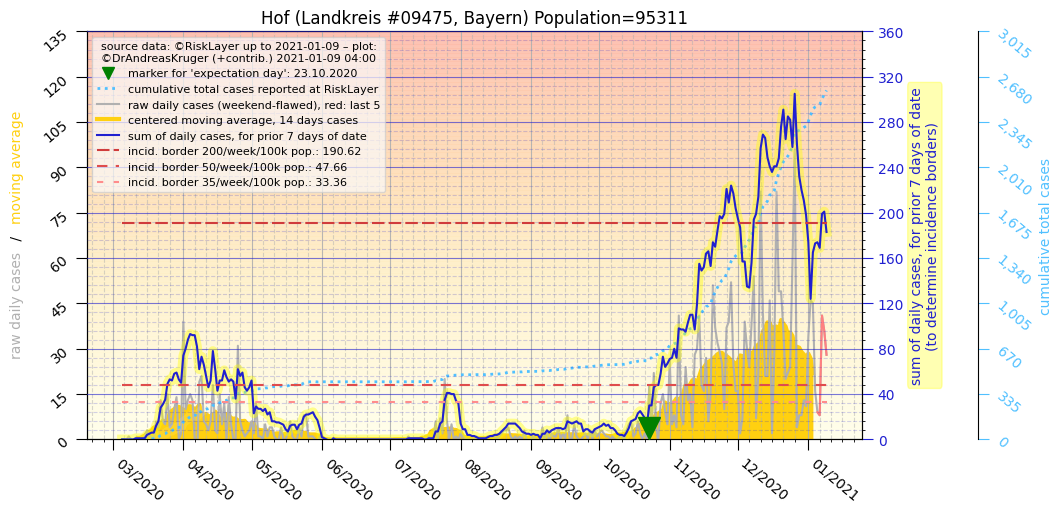 Hof (Landkreis #09475, Bayern) Population=95311
source data: ©RiskLayer up to 2021-01-09 – plot:
©DrAndreasKruger (+contrib.) 2021-01-09 04:00
marker for 'expectation day': 23.10.2020
cumulative total cases reported at RiskLayer
raw daily cases (weekend-flawed), red: last 5
centered moving average, 14 days cases
sum of daily cases, for prior 7 days of date
incid. border 200/week/100k pop.: 190.62
incid. border 50/week/100k pop.: 47.66
incid. border 35/week/100k pop.: 33.36
raw daily cases / moving average
135
120
105
90
75
60
45
30
15
0
03/2020
04/2020
05/2020
06/2020
07/2020
08/2020
09/2020
10/2020
11/2020
12/2020
01/2021
360
320
280
240
200
160
120
80
40
0
sum of daily cases, for prior 7 days of date
(to determine incidence borders)
3,015
2,680
2,345
2,010
1,675
1,340
1,005
670
335
0
cumulative total cases